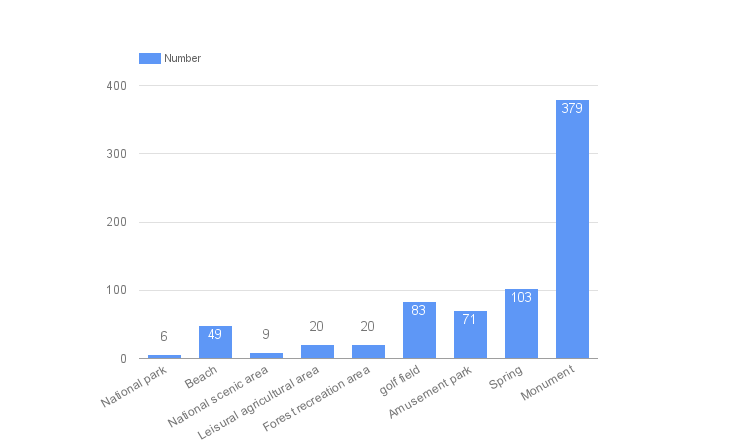 Number
400
300
200
100
0
6
49
9
20
20
83
71
103
379
National park
Beach
National scenic area
Leisural agricultural area
Forest recreation area
golf field
Amusement park
Spring
Monument